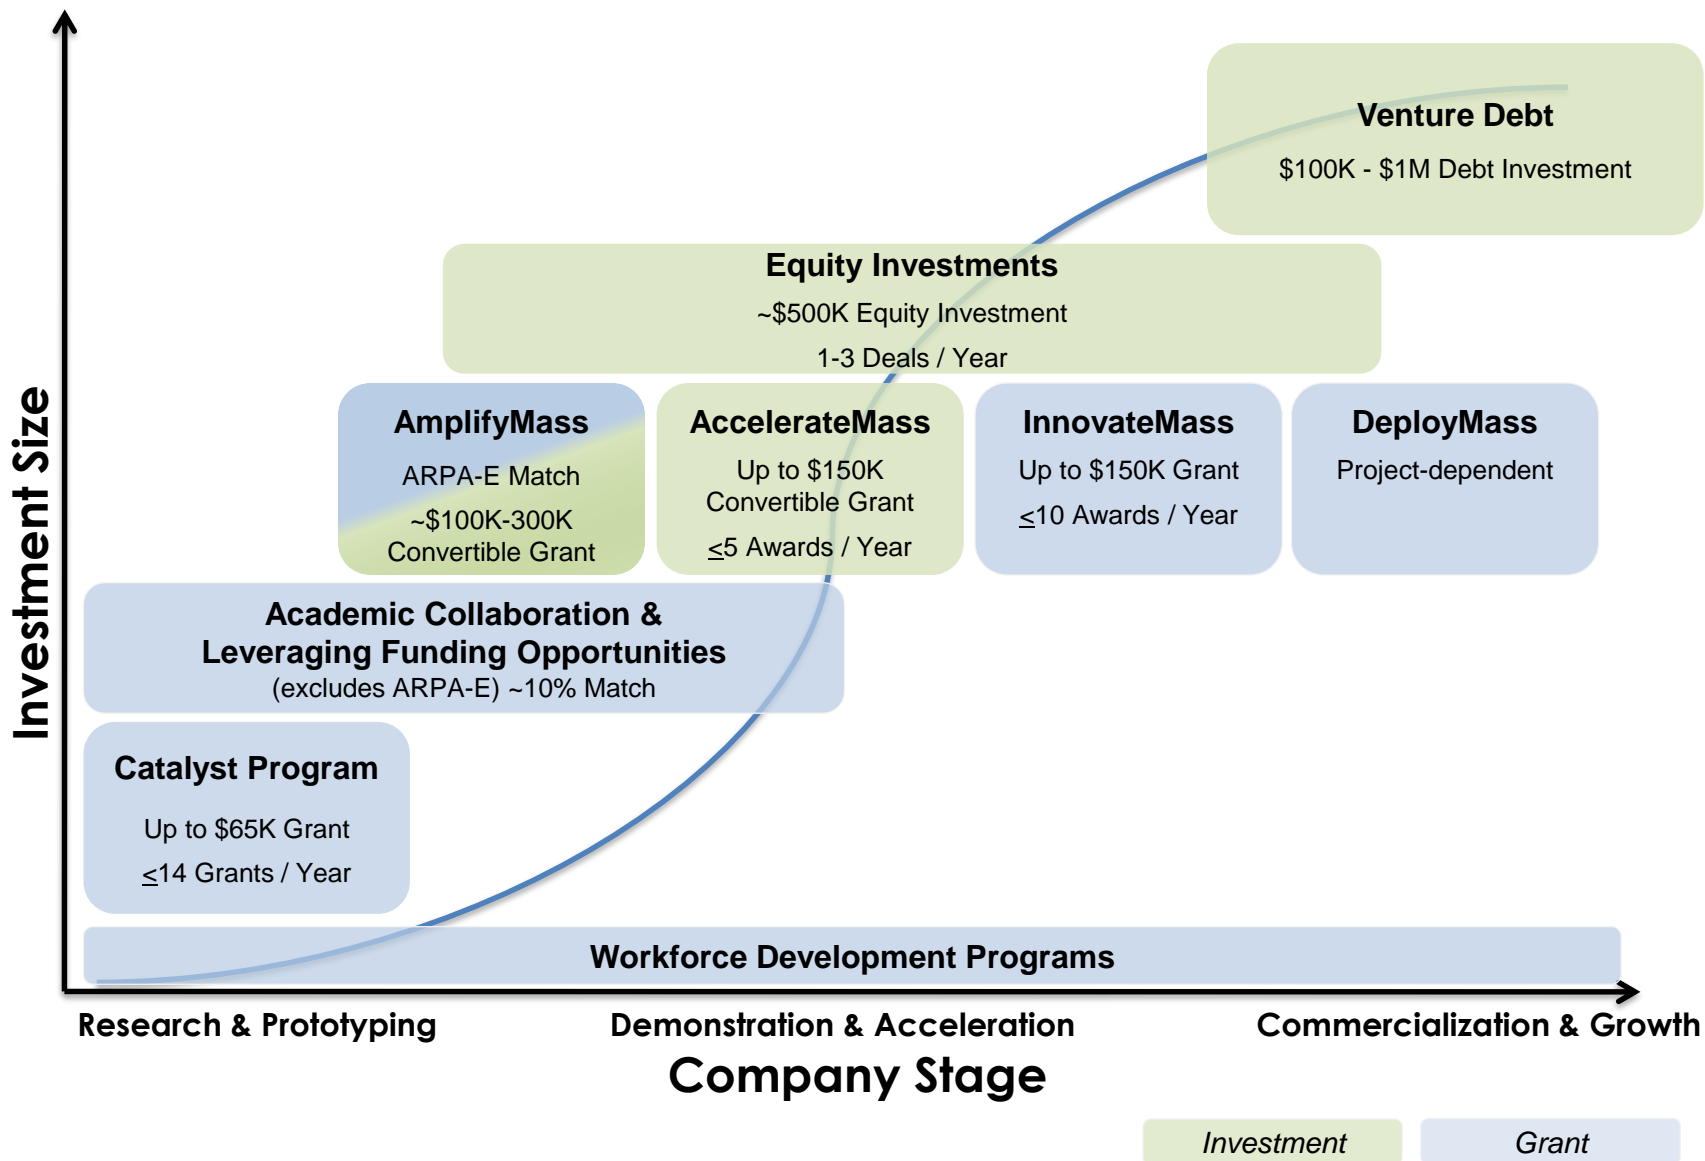 Venture Debt
$100K - $1M Debt Investment
Equity Investments
~$500K Equity Investment
1-3 Deals / Year
AmplifyMass
ARPA-E Match
~$100K-300K
Convertible Grant
AccelerateMass
Up to $150K
Convertible Grant
≤5 Awards / Year
InnovateMass
Up to $150K Grant
≤10 Awards / Year
DeployMass
Project-dependent
Academic Collaboration &
Leveraging Funding Opportunities
(excludes ARPA-E) ~10% Match
Catalyst Program
Up to $65K Grant
≤14 Grants / Year
Workforce Development Programs
Investment Size
Research & Prototyping
Demonstration & Acceleration
Commercialization & Growth
Company Stage
Investment
Grant